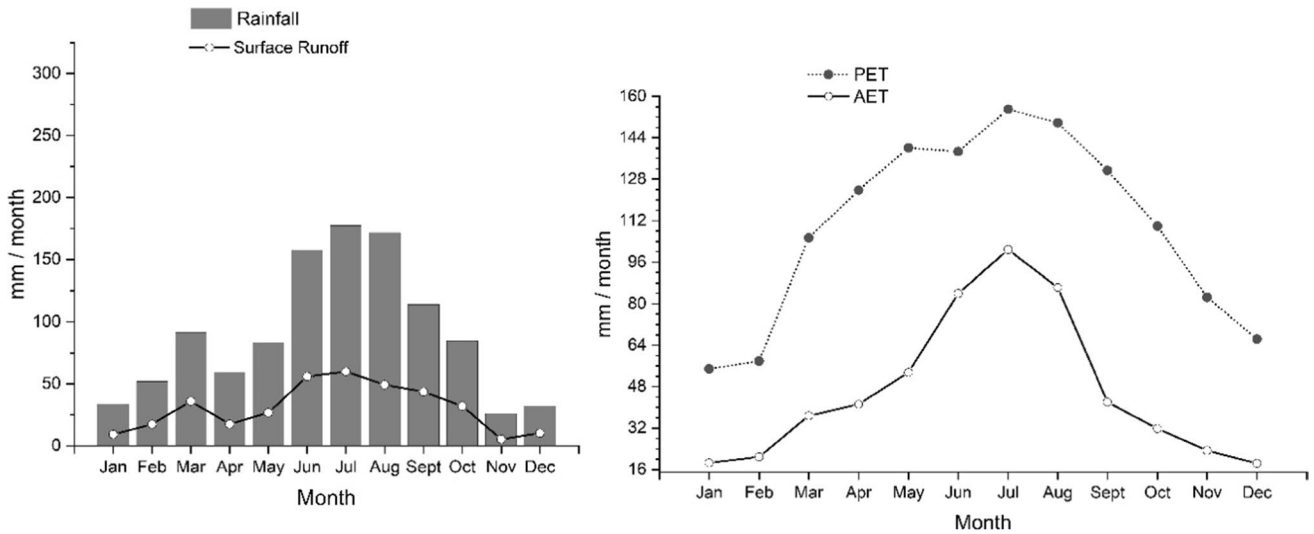 Rainfall
Surface Runoff
300
250
200
150
100
50
0
mm / month
Jan Feb Mar Apr May Jun Jul Aug Sept Oct Nov Dec
Month
PET
AET
160
144
128
112
96
80
64
48
32
16
mm / month
Jan Feb Mar Apr May Jun Jul Aug Sept Oct Nov Dec
Month